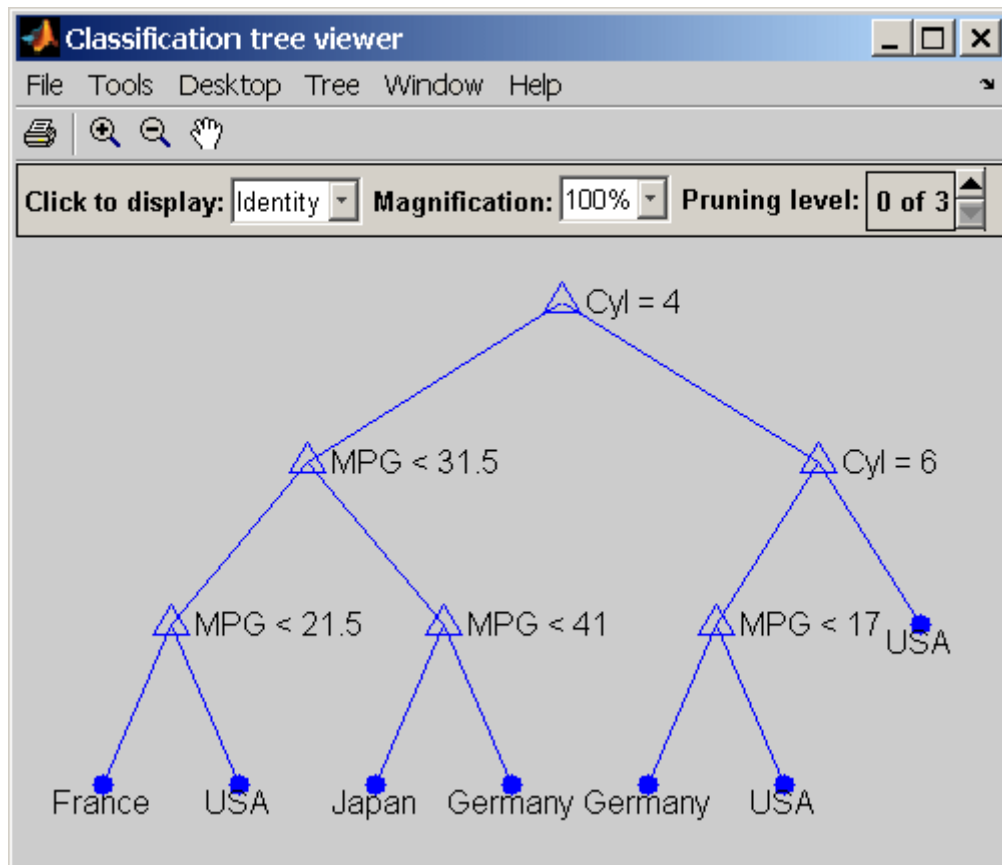 Classification tree viewer
File Tools Desktop Tree Window Help
Click to display: Identity Magnification: 100% Pruning level: 0 of 3
Cyl = 4
MPG < 31.5 Cyl = 6
MPG < 21.5 MPG < 41 MPG < 17 USA
France USA Japan Germany Germany USA